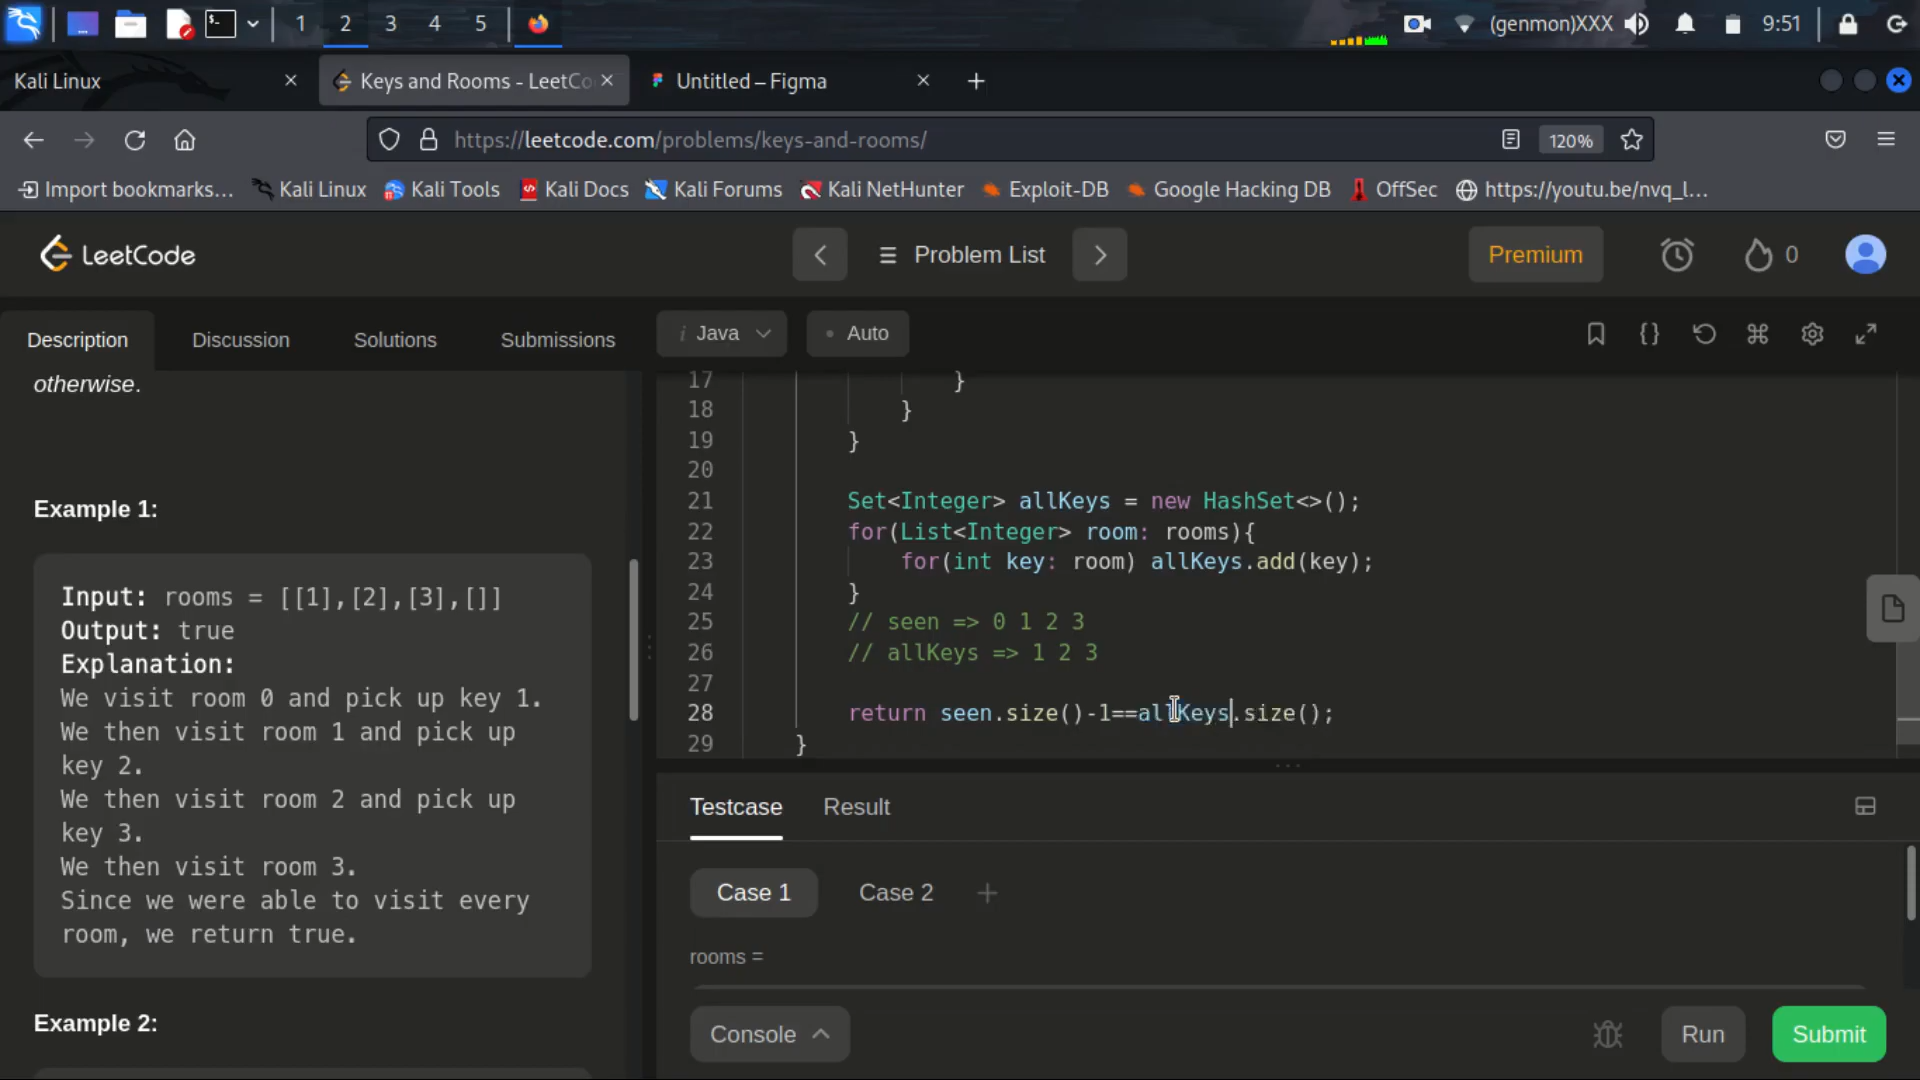 1 2 3 4 5 (genmon)XXX 9:51
Kali Linux Keys and Rooms - LeetCo Untitled – Figma
https://leetcode.com/problems/keys-and-rooms/ 120%
Import bookmarks... Kali Linux Kali Tools Kali Docs Kali Forums Kali NetHunter Exploit-DB Google Hacking DB OffSec https://youtu.be/nvq_l...
LeetCode Problem List Premium 0
Description Discussion Solutions Submissions
i Java Auto
otherwise.
Example 1:
Input: rooms = [[1],[2],[3],[]]
Output: true
Explanation:
We visit room 0 and pick up key 1.
We then visit room 1 and pick up
key 2.
We then visit room 2 and pick up
key 3.
We then visit room 3.
Since we were able to visit every
room, we return true.
Example 2:
17 }
18 }
19 }
20
21 Set<Integer> allKeys = new HashSet<>();
22 for(List<Integer> room: rooms){
23 for(int key: room) allKeys.add(key);
24 }
25 // seen => 0 1 2 3
26 // allKeys => 1 2 3
27
28 return seen.size()-1==allKeys.size();
29 }
Testcase Result
Case 1 Case 2 +
rooms =
Console Run Submit